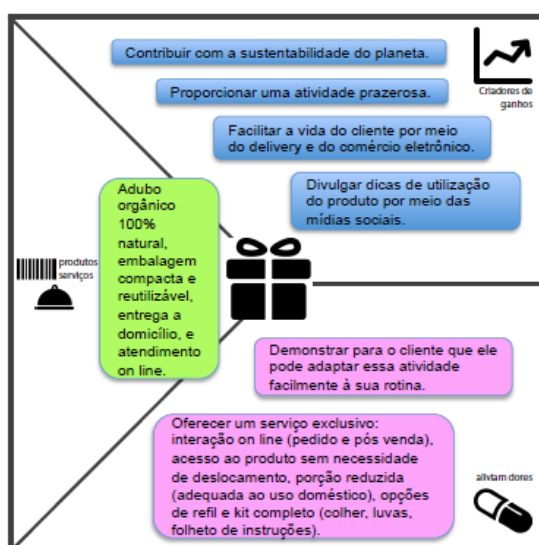 Contribuir com a sustentabilidade do planeta.
Proporcionar uma atividade prazerosa.
Criadores de
ganhos
Facilitar a vida do cliente por meio
do delivery e do comércio eletrônico.
Divulgar dicas de utilização
do produto por meio das
mídias sociais.
Adubo
orgânico
100%
natural,
embalagem
compacta e
reutilizável,
entrega a
domicílio, e
atendimento
on line.
produtos
serviços
Demonstrar para o cliente que ele
pode adaptar essa atividade
facilmente à sua rotina.
Oferecer um serviço exclusivo:
interação on line (pedido e pós venda),
acesso ao produto sem necessidade
de deslocamento, porção reduzida
(adequada ao uso doméstico), opções
de refil e kit completo (colher, luvas,
folheto de instruções).
aliviam dores